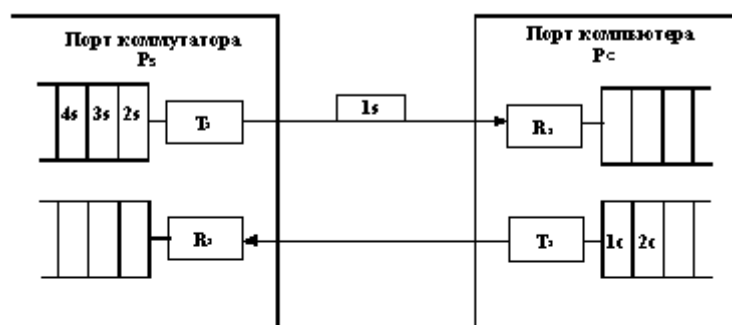 Порт коммутатора
Ps
Порт компьютера
Pc
4s 3s 2s
T
1s
R
R
T
1c 2c